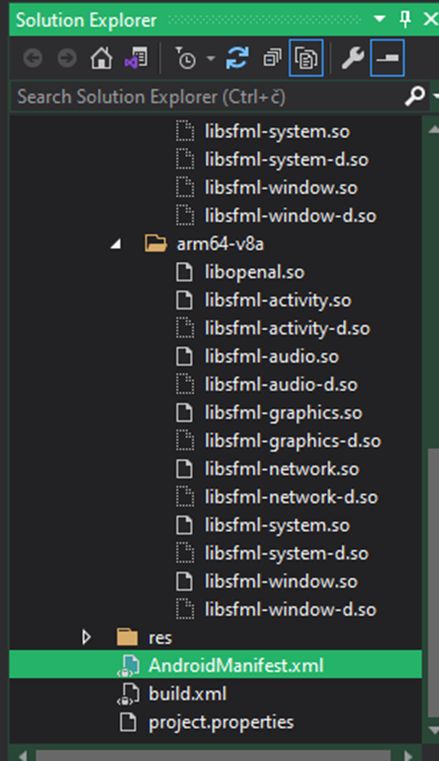 Solution Explorer
Search Solution Explorer (Ctrl+č)
libsfml-system.so
libsfml-system-d.so
libsfml-window.so
libsfml-window-d.so
arm64-v8a
libopenal.so
libsfml-activity.so
libsfml-activity-d.so
libsfml-audio.so
libsfml-audio-d.so
libsfml-graphics.so
libsfml-graphics-d.so
libsfml-network.so
libsfml-network-d.so
libsfml-system.so
libsfml-system-d.so
libsfml-window.so
libsfml-window-d.so
res
AndroidManifest.xml
build.xml
project.properties